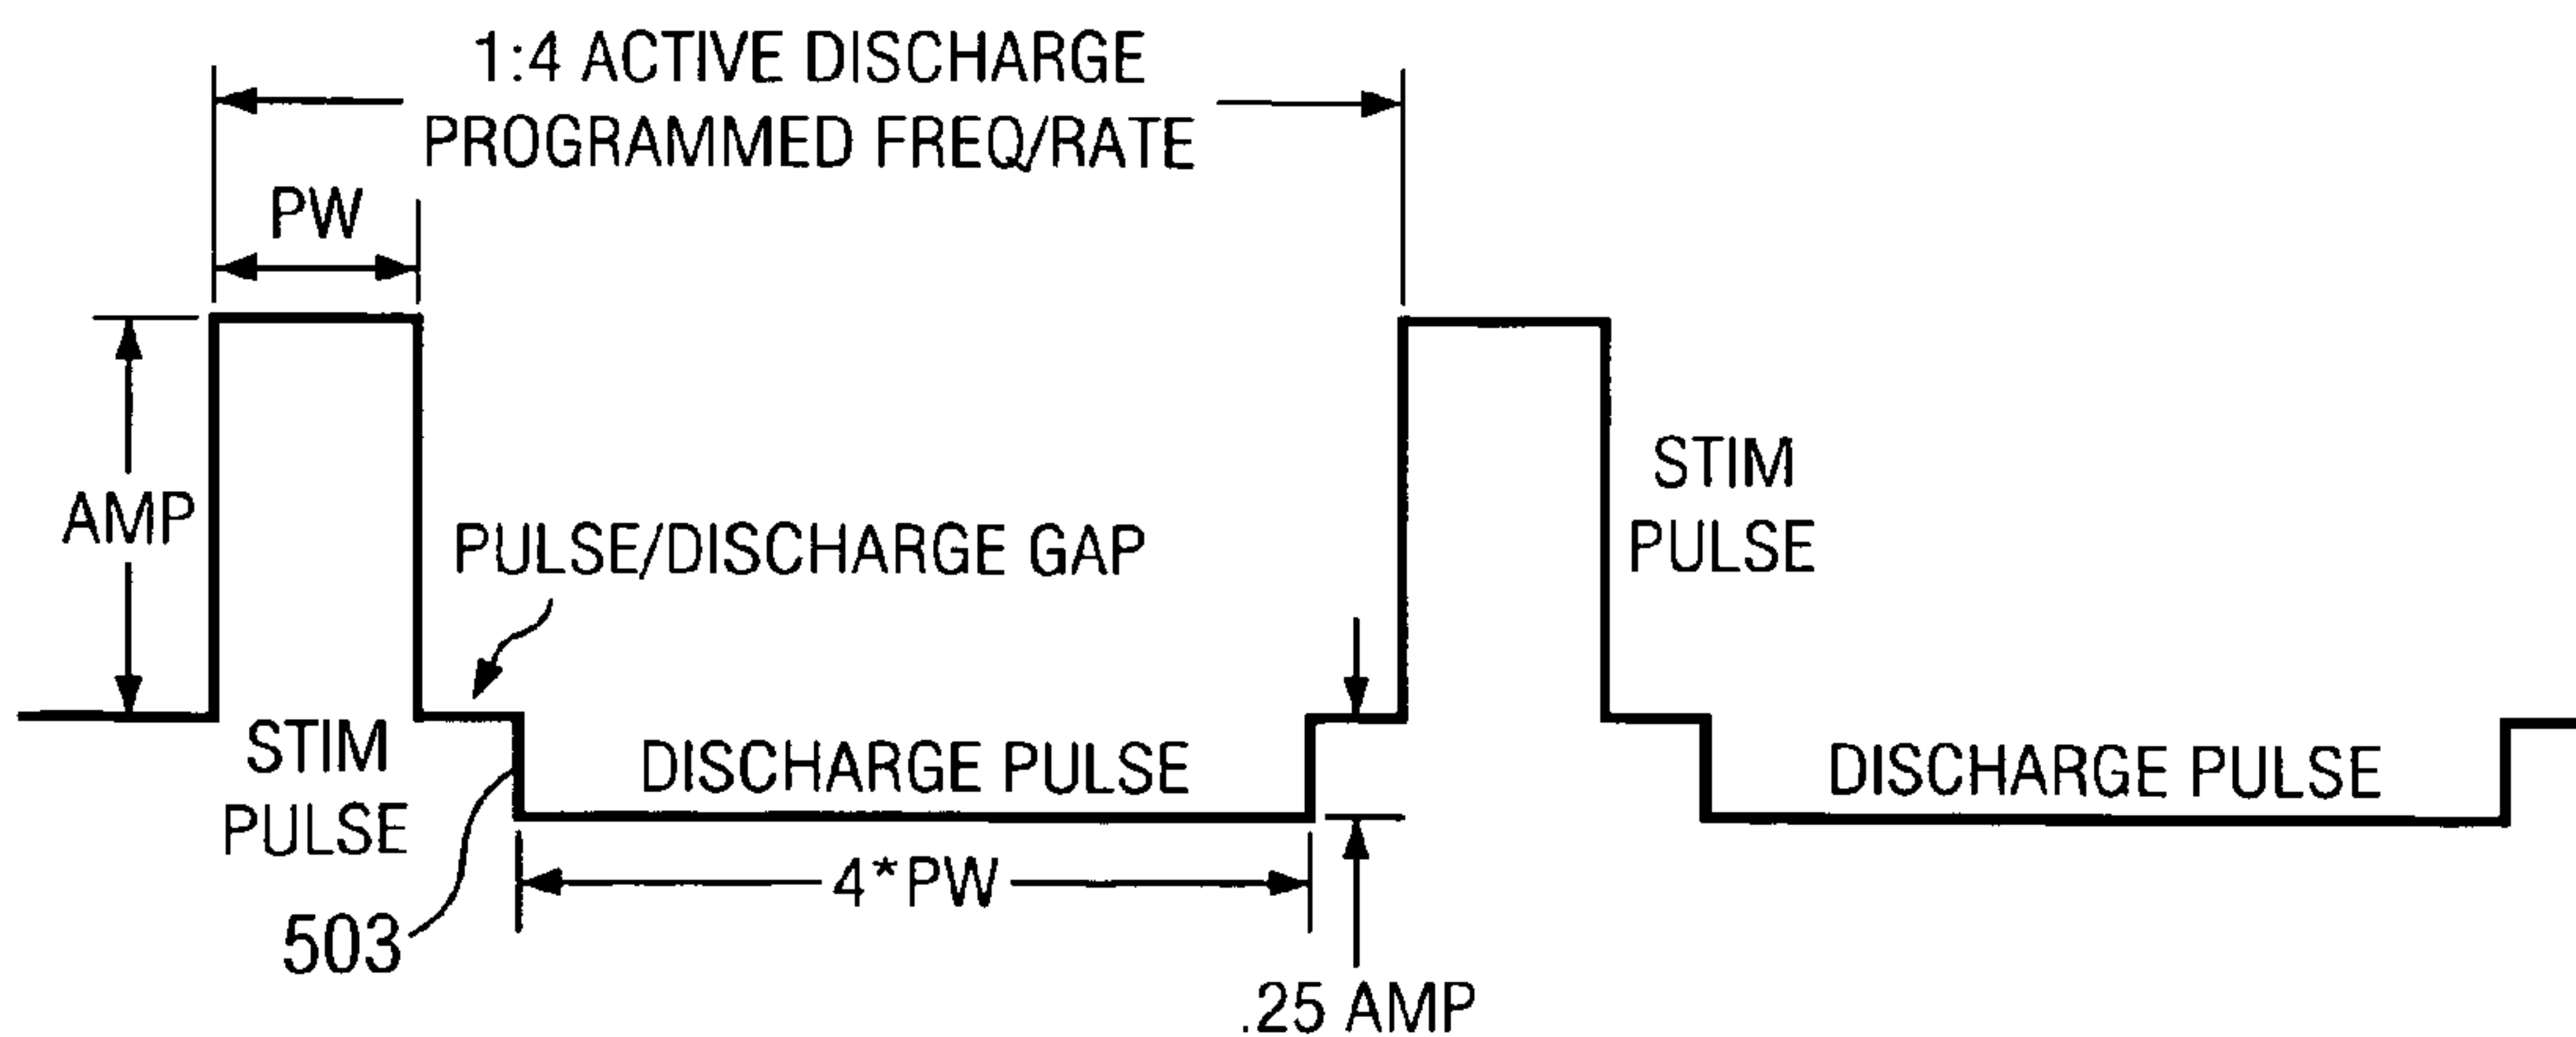 1:4 ACTIVE DISCHARGE
PROGRAMMED FREQ/RATE
PW
AMP
PULSE/DISCHARGE GAP
STIM
PULSE
STIM
PULSE
DISCHARGE PULSE
DISCHARGE PULSE
4*PW
503
.25 AMP